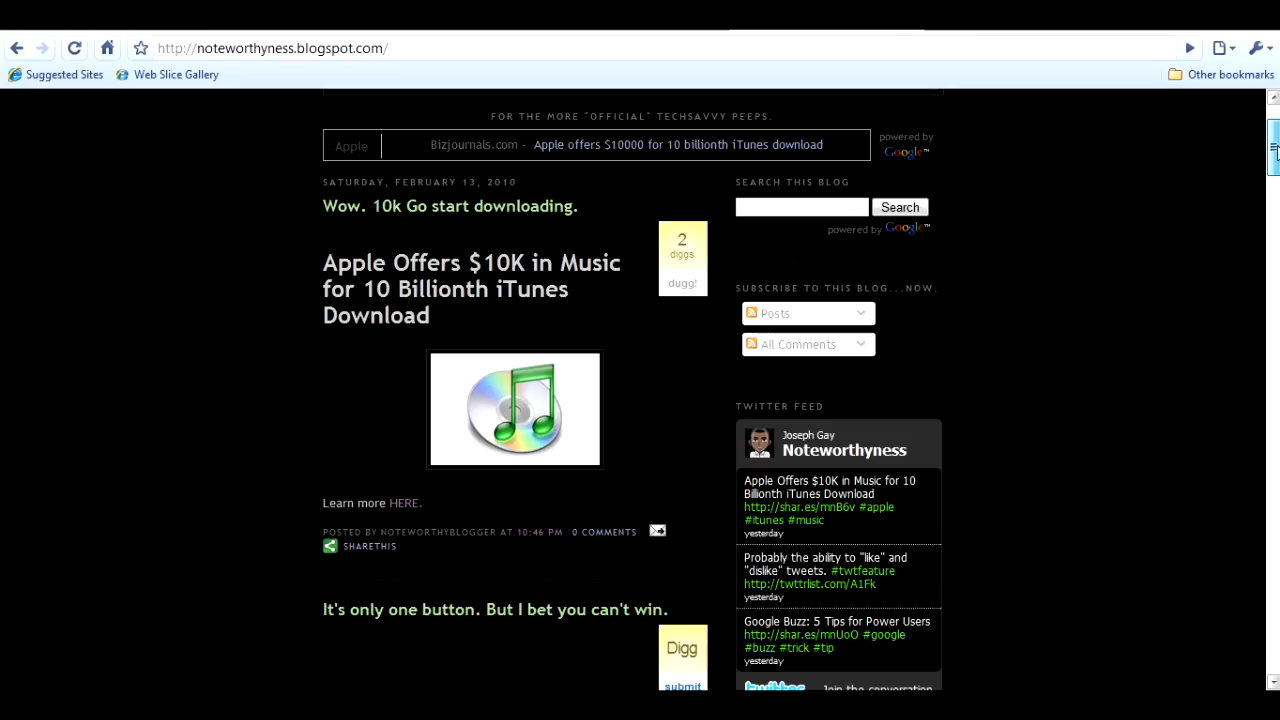 http://noteworthyness.blogspot.com/
Suggested Sites
Web Slice Gallery
Other bookmarks
FOR THE MORE "OFFICIAL" TECHSAVVY PEEPS.
Apple
Bizjournals.com - Apple offers $10000 for 10 billionth iTunes download
powered by
Google™
SATURDAY, FEBRUARY 13, 2010
Wow. 10k Go start downloading.
2
diggs
dugg!
Apple Offers $10K in Music
for 10 Billionth iTunes
Download
Learn more HERE.
POSTED BY NOTEWORTHYBLOGGER AT 10:46 PM 0 COMMENTS
SHARETHIS
It's only one button. But I bet you can't win.
Digg
submit
SEARCH THIS BLOG
Search
powered by Google™
SUBSCRIBE TO THIS BLOG...NOW.
Posts
All Comments
TWITTER FEED
Joseph Gay
Noteworthyness
Apple Offers $10K in Music for 10
Billionth iTunes Download
http://shar.es/mnB6v #apple
#itunes #music
yesterday
Probably the ability to "like" and
"dislike" tweets. #twtfeature
http://twttrlist.com/A1Fk
yesterday
Google Buzz: 5 Tips for Power Users
http://shar.es/mnUoO #google
#buzz #trick #tip
yesterday
twitter
Join the conversation